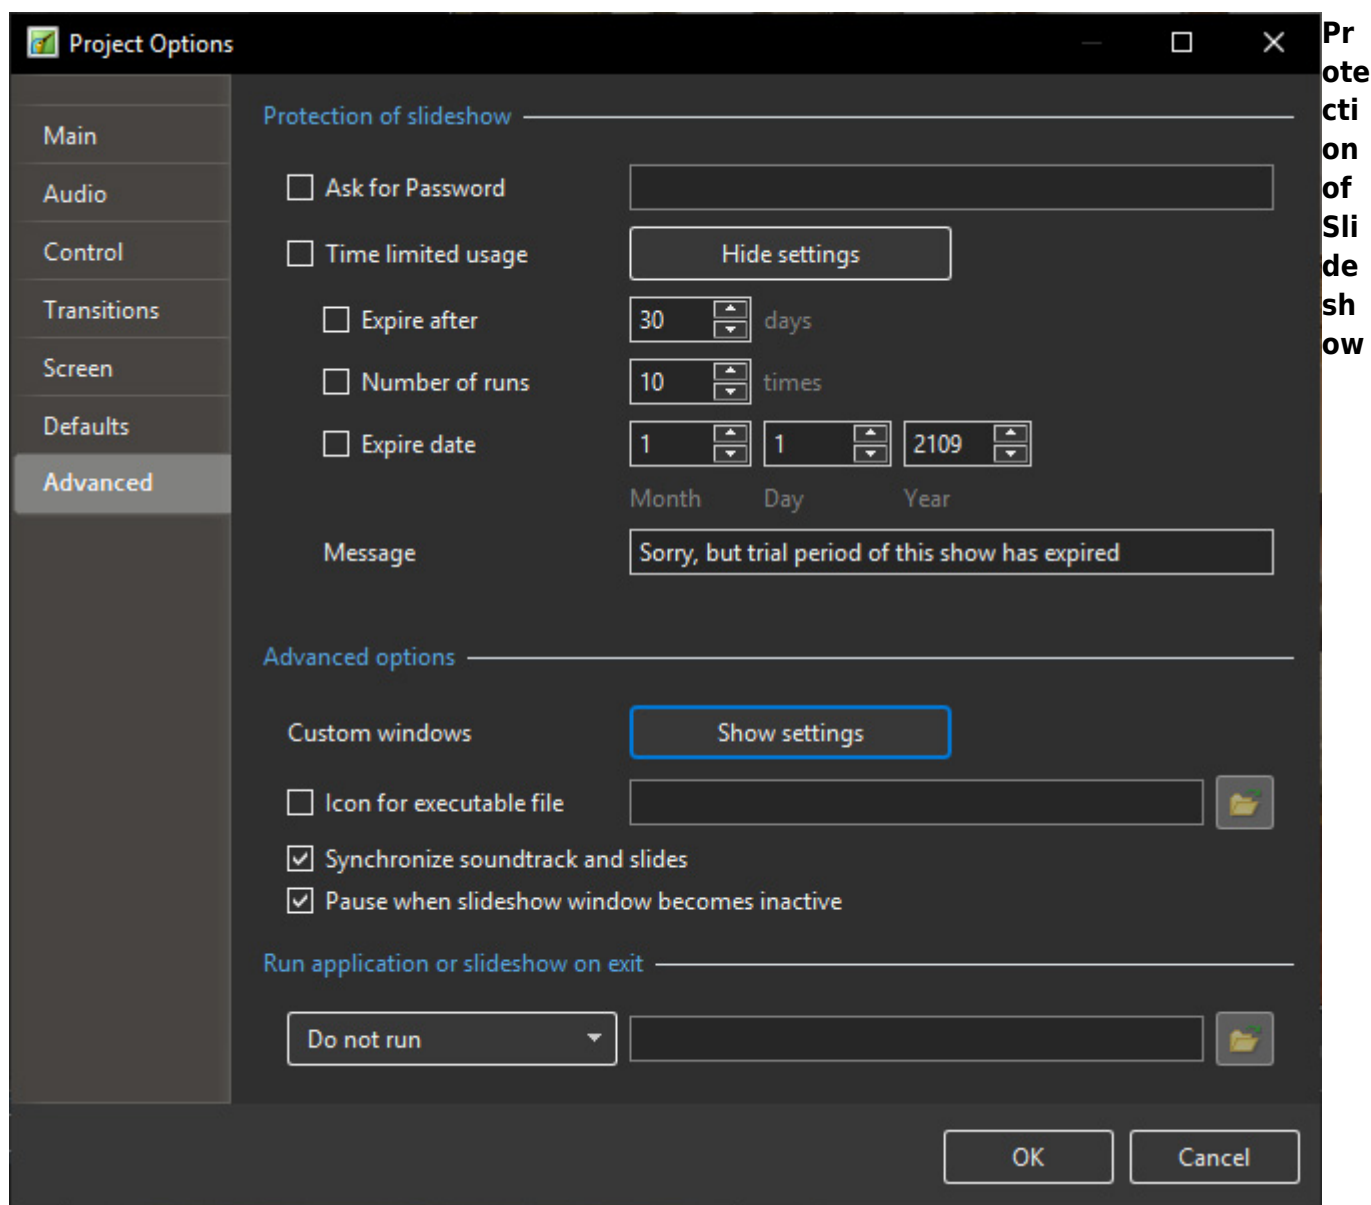 Project Options
Main
Audio
Control
Transitions
Screen
Defaults
Advanced
Protection of slideshow
Ask for Password
Time limited usage Hide settings
Expire after 30 days
Number of runs 10 times
Expire date 1 1 2109
Month Day Year
Message Sorry, but trial period of this show has expired
Advanced options
Custom windows Show settings
Icon for executable file
Synchronize soundtrack and slides
Pause when slideshow window becomes inactive
Run application or slideshow on exit
Do not run
OK Cancel
Pr
ote
cti
on
of
Sli
de
sh
ow